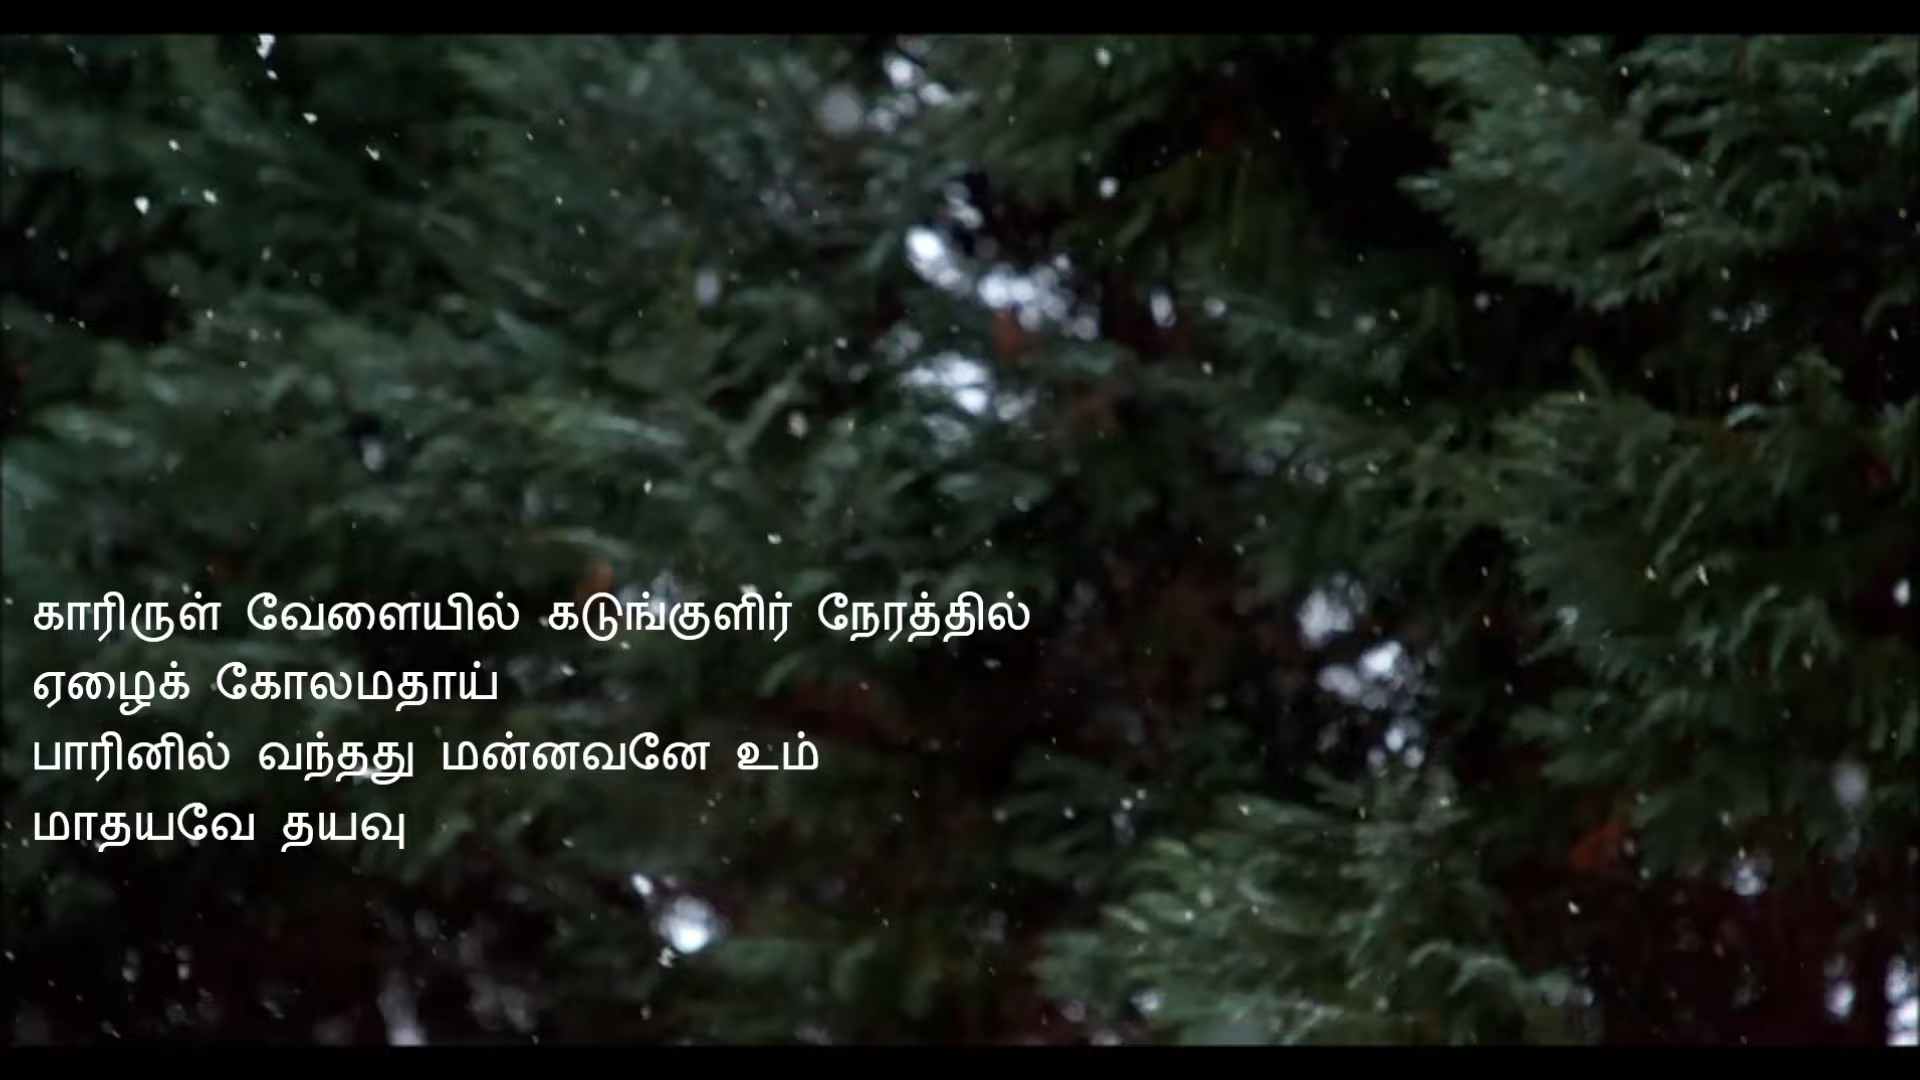 காரிருள் வேளையில் கடுங்குளிர் நேரத்தில்
ஏழைக் கோலமதாய்
பாரினில் வந்தது மன்னவனே உம்
மாதயவே தயவு